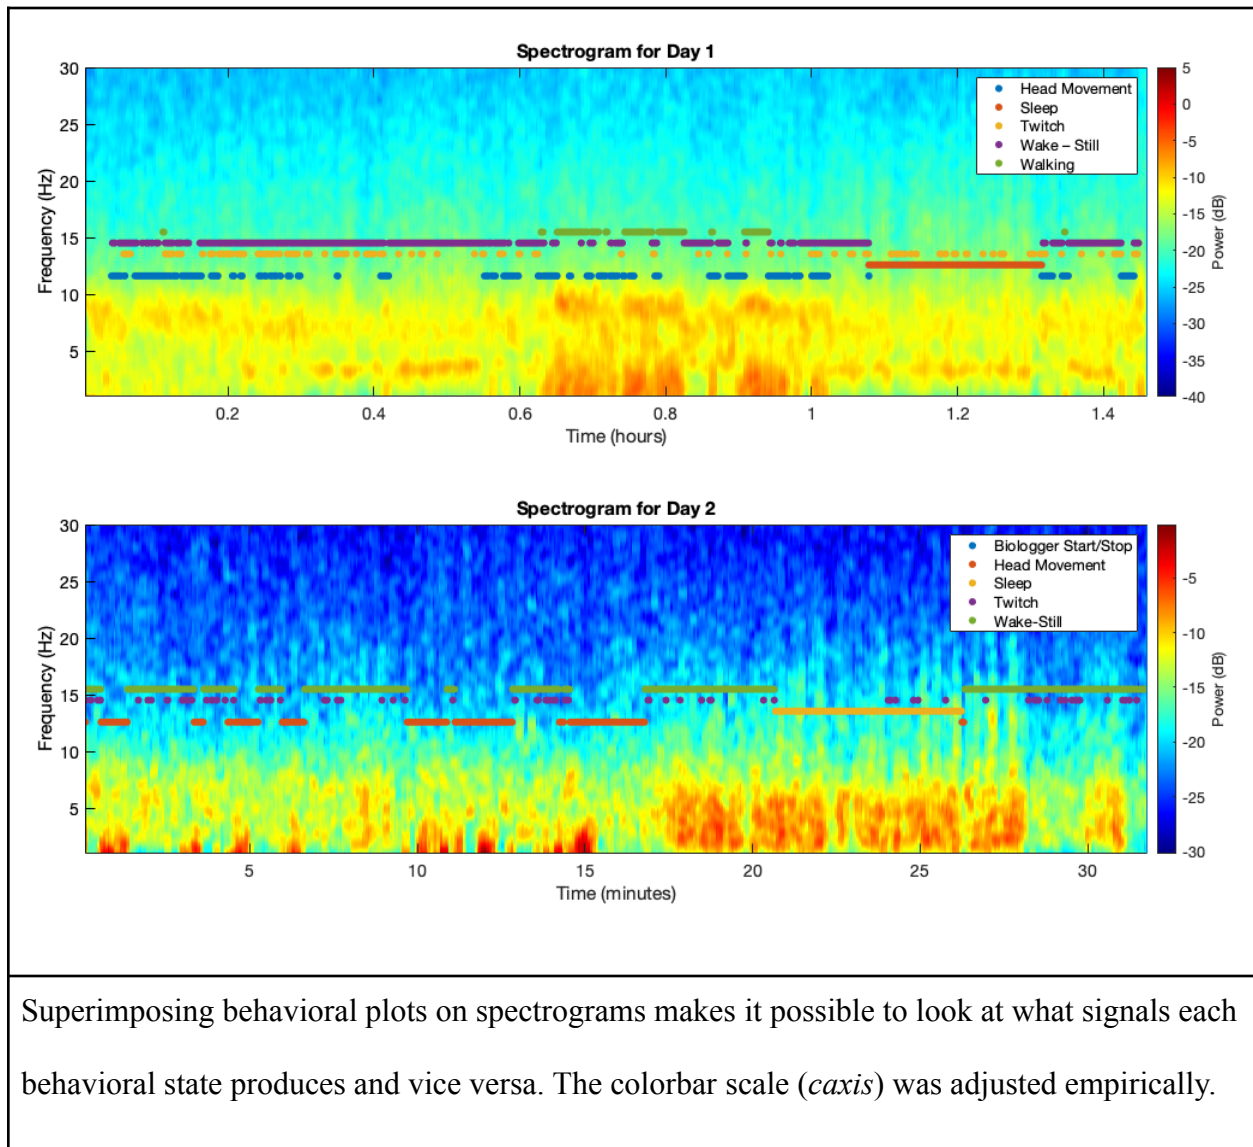 Spectrogram for Day 1
30
25
20
15
10
5
Frequency (Hz)
Head Movement
Sleep
Twitch
Wake – Still
Walking
5
0
-5
-10
-15
-20
-25
-30
-35
-40
Power (dB)
0.2
0.4
0.6
0.8
1
1.2
1.4
Time (hours)
Spectrogram for Day 2
30
25
20
15
10
5
Frequency (Hz)
Biologger Start/Stop
Head Movement
Sleep
Twitch
Wake-Still
-5
-10
-15
-20
-25
-30
Power (dB)
5
10
15
20
25
30
Time (minutes)
Superimposing behavioral plots on spectrograms makes it possible to look at what signals each
behavioral state produces and vice versa. The colorbar scale (caxis) was adjusted empirically.